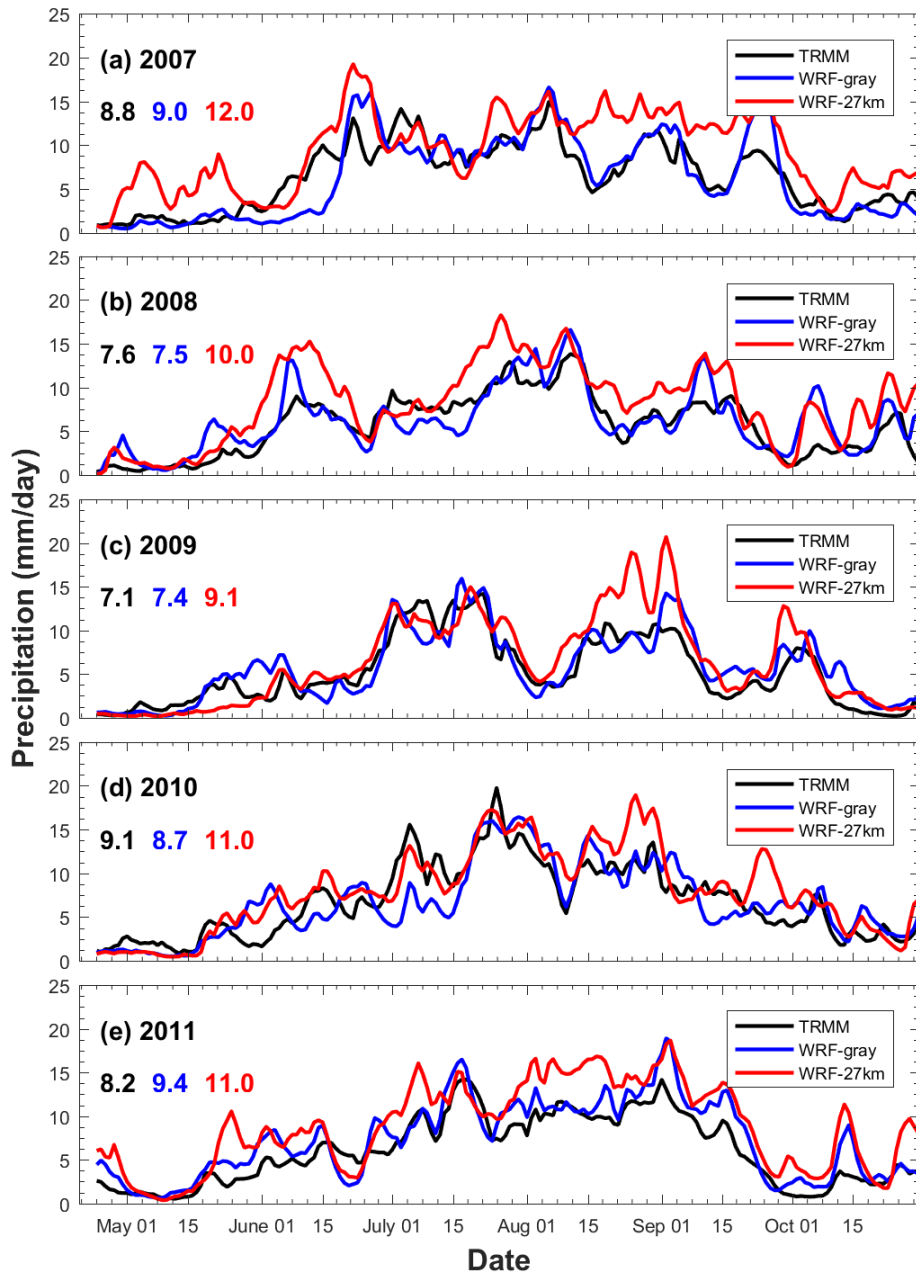 Precipitation (mm/day)
25
20
15
10
5
0
(a) 2007
8.8 9.0 12.0
TRMM
WRF-gray
WRF-27km
25
20
15
10
5
0
(b) 2008
7.6 7.5 10.0
TRMM
WRF-gray
WRF-27km
25
20
15
10
5
0
(c) 2009
7.1 7.4 9.1
TRMM
WRF-gray
WRF-27km
25
20
15
10
5
0
(d) 2010
9.1 8.7 11.0
TRMM
WRF-gray
WRF-27km
25
20
15
10
5
0
(e) 2011
8.2 9.4 11.0
TRMM
WRF-gray
WRF-27km
May 01 15 June 01 15 July 01 15 Aug 01 15 Sep 01 15 Oct 01 15
Date